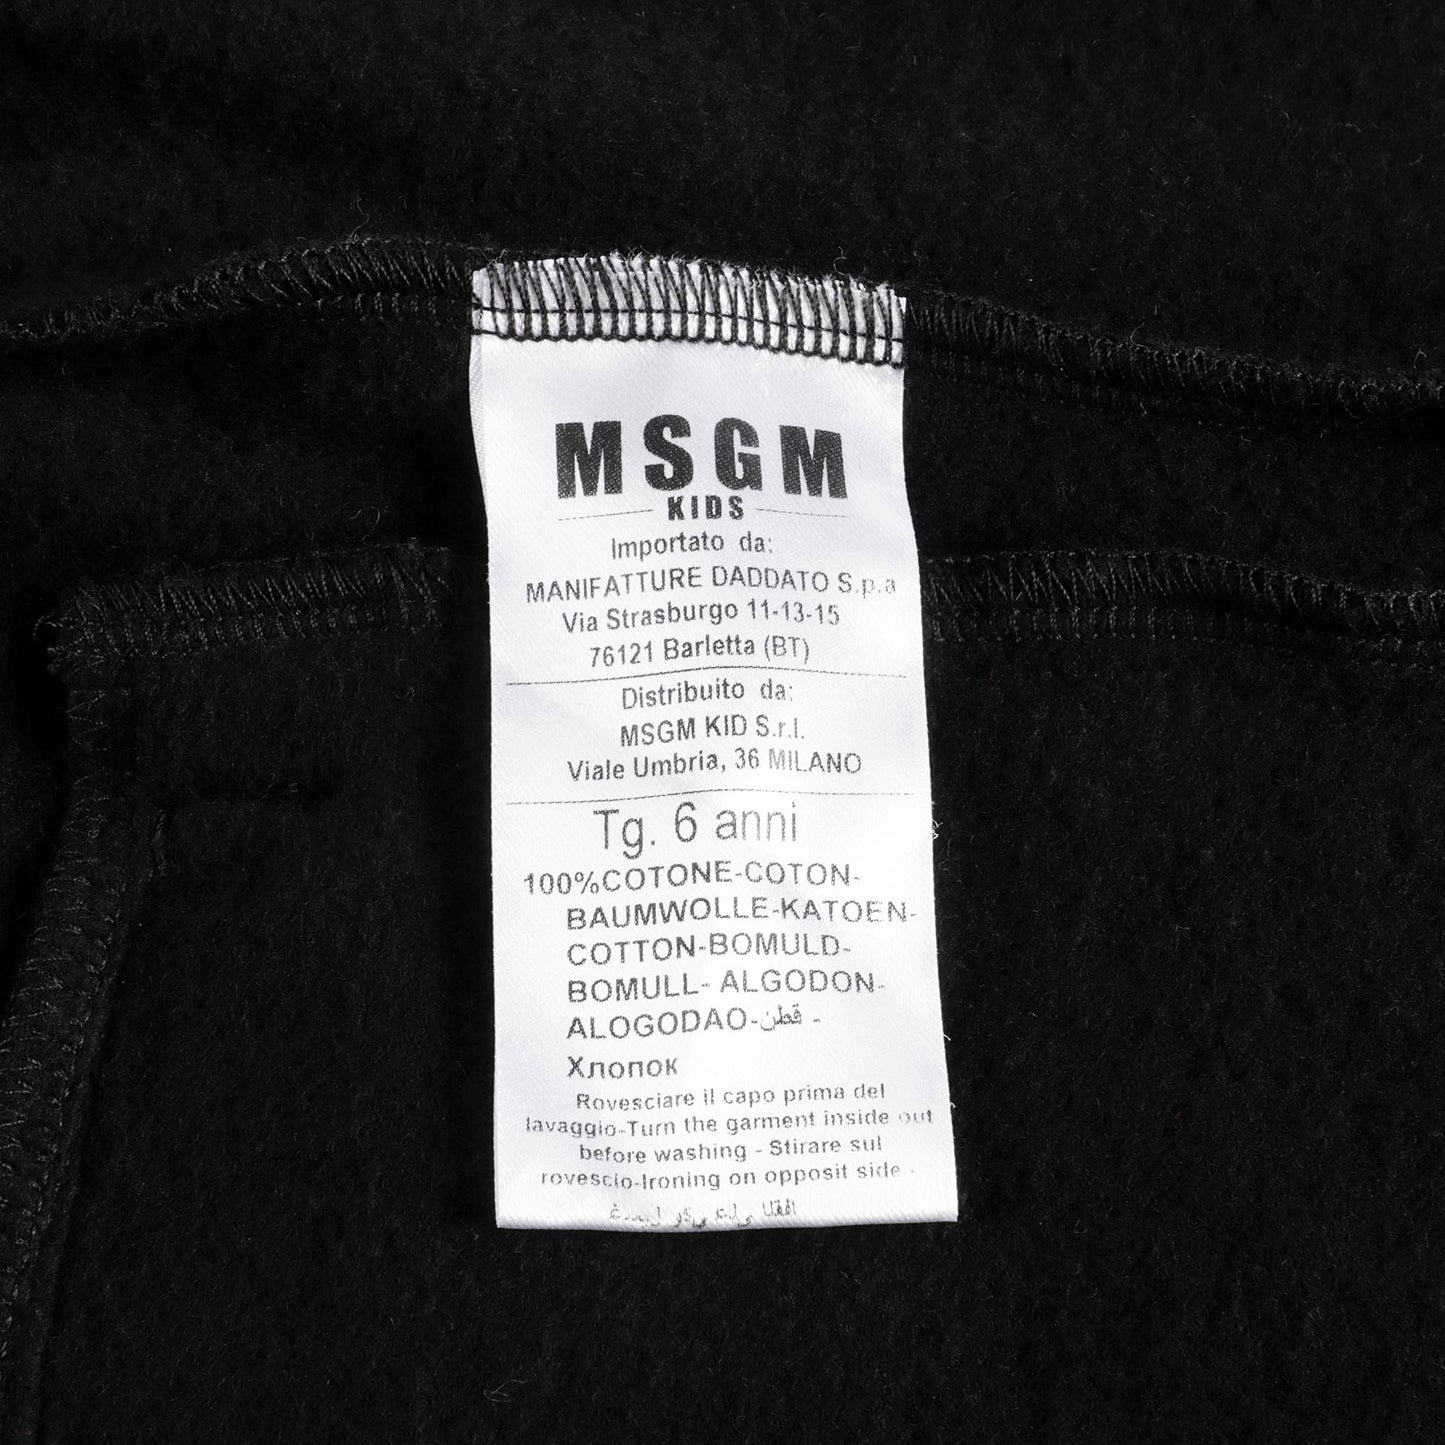 MSGM
KIDS
Importato da:
MANIFATTURE DADDATO S.p.a
Via Strasburgo 11-13-15
76121 Barletta (BT)
Distribuito da:
MSGM KID S.r.l.
Viale Umbria, 36 MILANO
Tg. 6 anni
100%COTONE-COTON-
BAUMWOLLE-KATOEN-
COTTON-BOMULD-
BOMULL- ALGODON-
ALOGODAO-قطن -
Хлопок
Rovesciare il capo prima del
lavaggio-Turn the garment inside out
before washing - Stirare sul
rovescio-Ironing on opposit side -